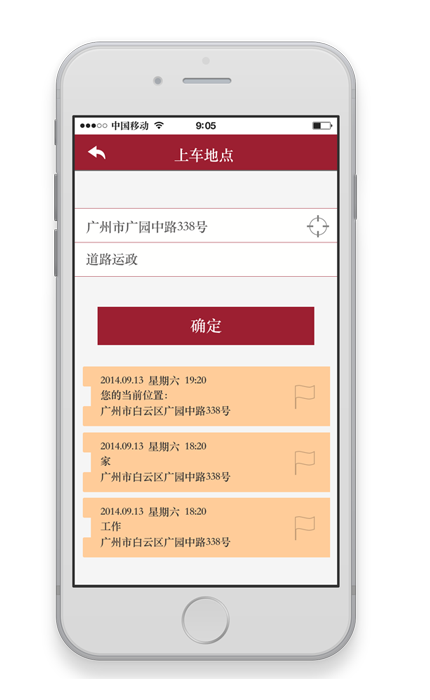 中国移动 9:05
上车地点
广州市广园中路338号
道路运政
确定
2014.09.13 星期六 19:20
您的当前位置：
广州市白云区广园中路338号
2014.09.13 星期六 18:20
家
广州市白云区广园中路338号
2014.09.13 星期六 18:20
工作
广州市白云区广园中路338号